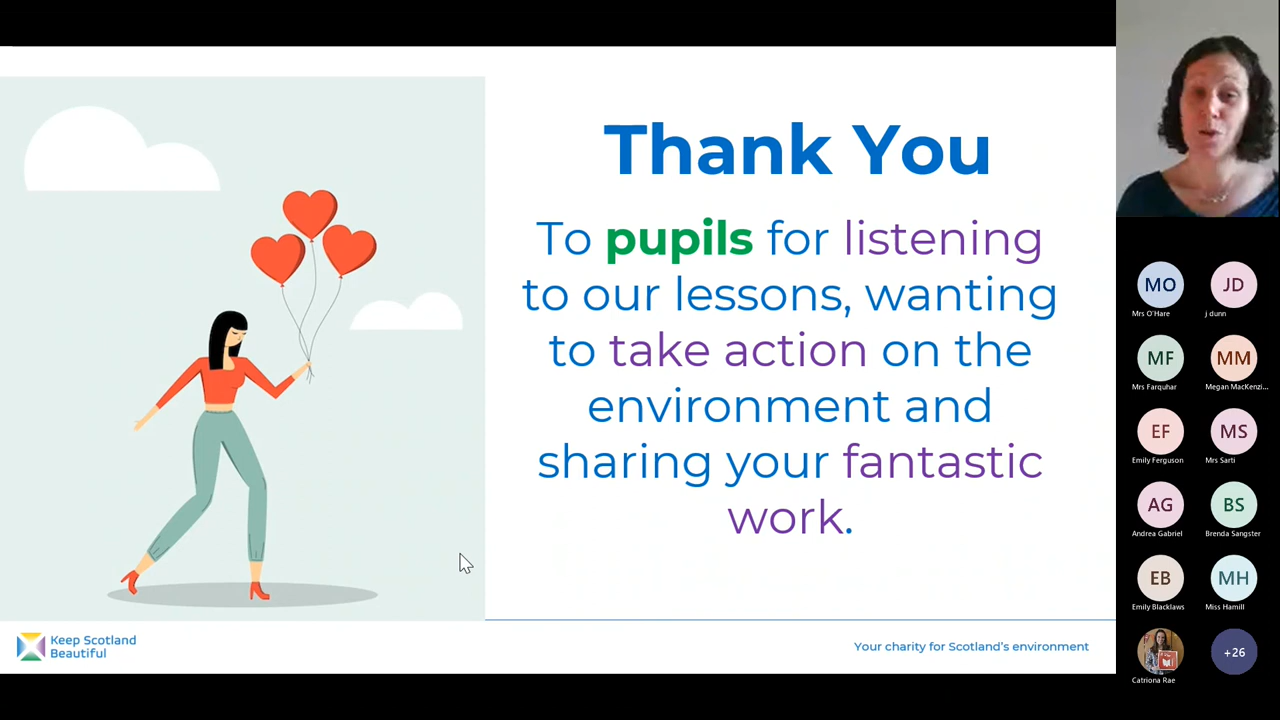 Thank You
To pupils for listening
to our lessons, wanting
to take action on the
environment and
sharing your fantastic
work.
Keep Scotland
Beautiful
Your charity for Scotland's environment
MO
JD
Mrs O'Hare
j dunn
MF
MM
Mrs Farquhar
Megan MacKenzi...
EF
MS
Emily Ferguson
Mrs Sarti
AG
BS
Andrea Gabriel
Brenda Sangster
EB
MH
Emily Blacklaws
Miss Hamill
+26
Catriona Rae